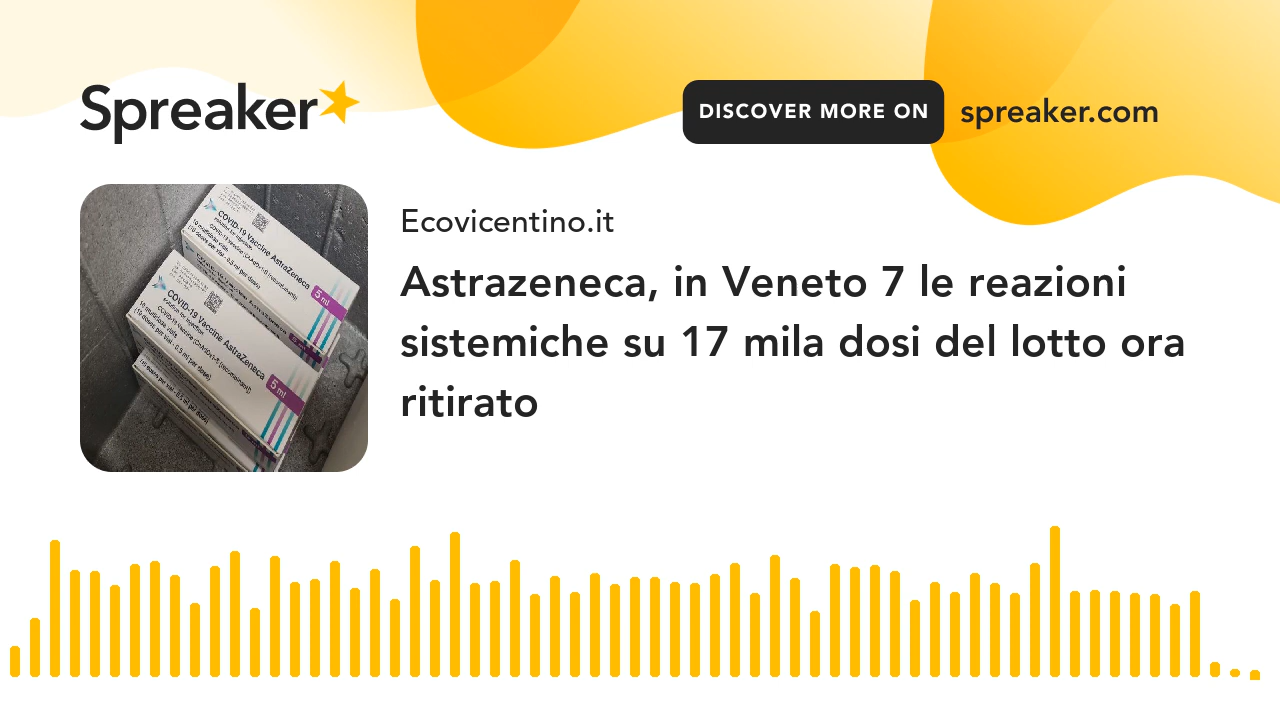 Spreaker
DISCOVER MORE ON
spreaker.com
Ecovicentino.it
Astrazeneca, in Veneto 7 le reazioni
sistemiche su 17 mila dosi del lotto ora
ritirato
COVID-19 Vaccine AstraZeneca
5 ml
COVID-19 Vaccine AstraZeneca
5 ml